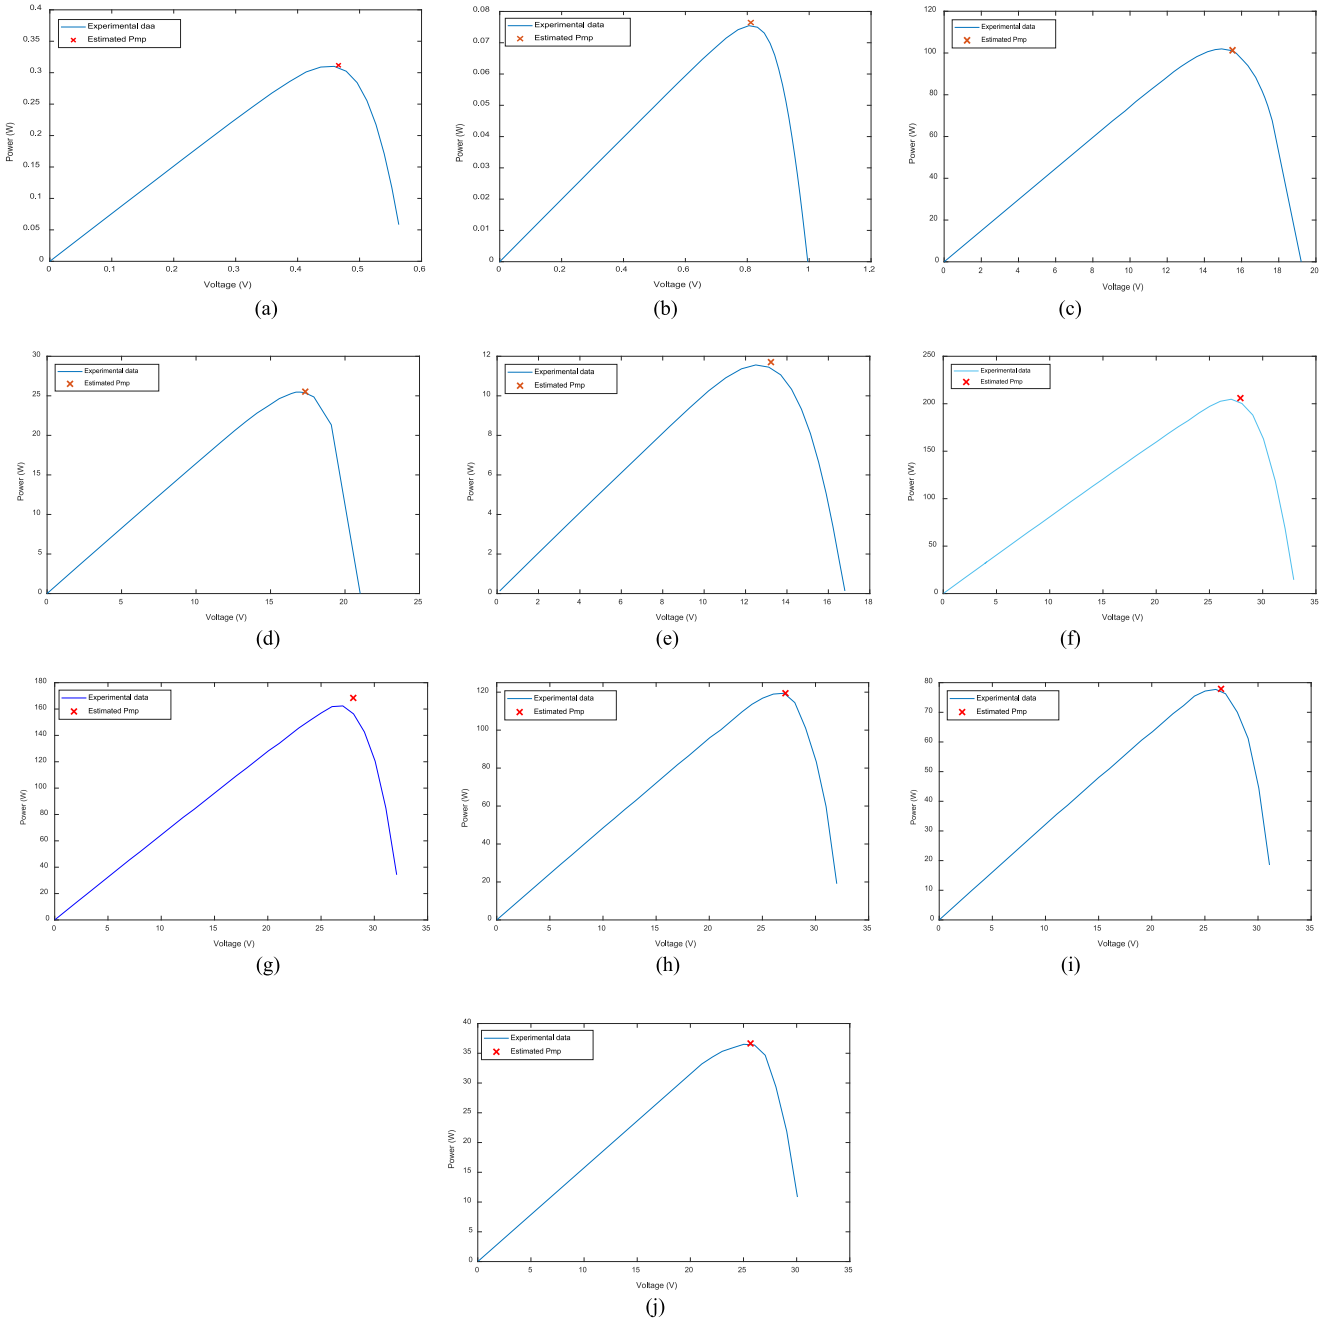 0.4
0.35
0.3
0.25
0.2
0.15
0.1
0.05
0
Power (W)
Experimental daa
Estimated Pmp
0 0.1 0.2 0.3 0.4 0.5 0.6
Voltage (V)
(a)
0.08
0.07
0.06
0.05
0.04
0.03
0.02
0.01
0
Power (W)
Experimental data
Estimated Pmp
0 0.2 0.4 0.6 0.8 1 1.2
Voltage (V)
(b)
120
100
80
60
40
20
0
Power (W)
Experimental data
Estimated Pmp
0 2 4 6 8 10 12 14 16 18 20
Voltage (V)
(c)
30
25
20
15
10
5
0
Power (W)
Experimental data
Estimated Pmp
0 5 10 15 20 25
Voltage (V)
(d)
12
10
8
6
4
2
0
Power (W)
Experimental data
Estimated Pmp
0 2 4 6 8 10 12 14 16 18
Voltage (V)
(e)
250
200
150
100
50
0
Power (W)
Experimental data
Estimated Pmp
0 5 10 15 20 25 30 35
Voltage (V)
(f)
180
160
140
120
100
80
60
40
20
0
Power (W)
Experimental data
Estimated Pmp
0 5 10 15 20 25 30 35
Voltage (V)
(g)
120
100
80
60
40
20
0
Power (W)
Experimental data
Estimated Pmp
0 5 10 15 20 25 30 35
Voltage (V)
(h)
80
70
60
50
40
30
20
10
0
Power (W)
Experimental data
Estimated Pmp
0 5 10 15 20 25 30 35
Voltage (V)
(i)
40
35
30
25
20
15
10
5
0
Power (W)
Experimental data
Estimated Pmp
0 5 10 15 20 25 30 35
Voltage (V)
(j)